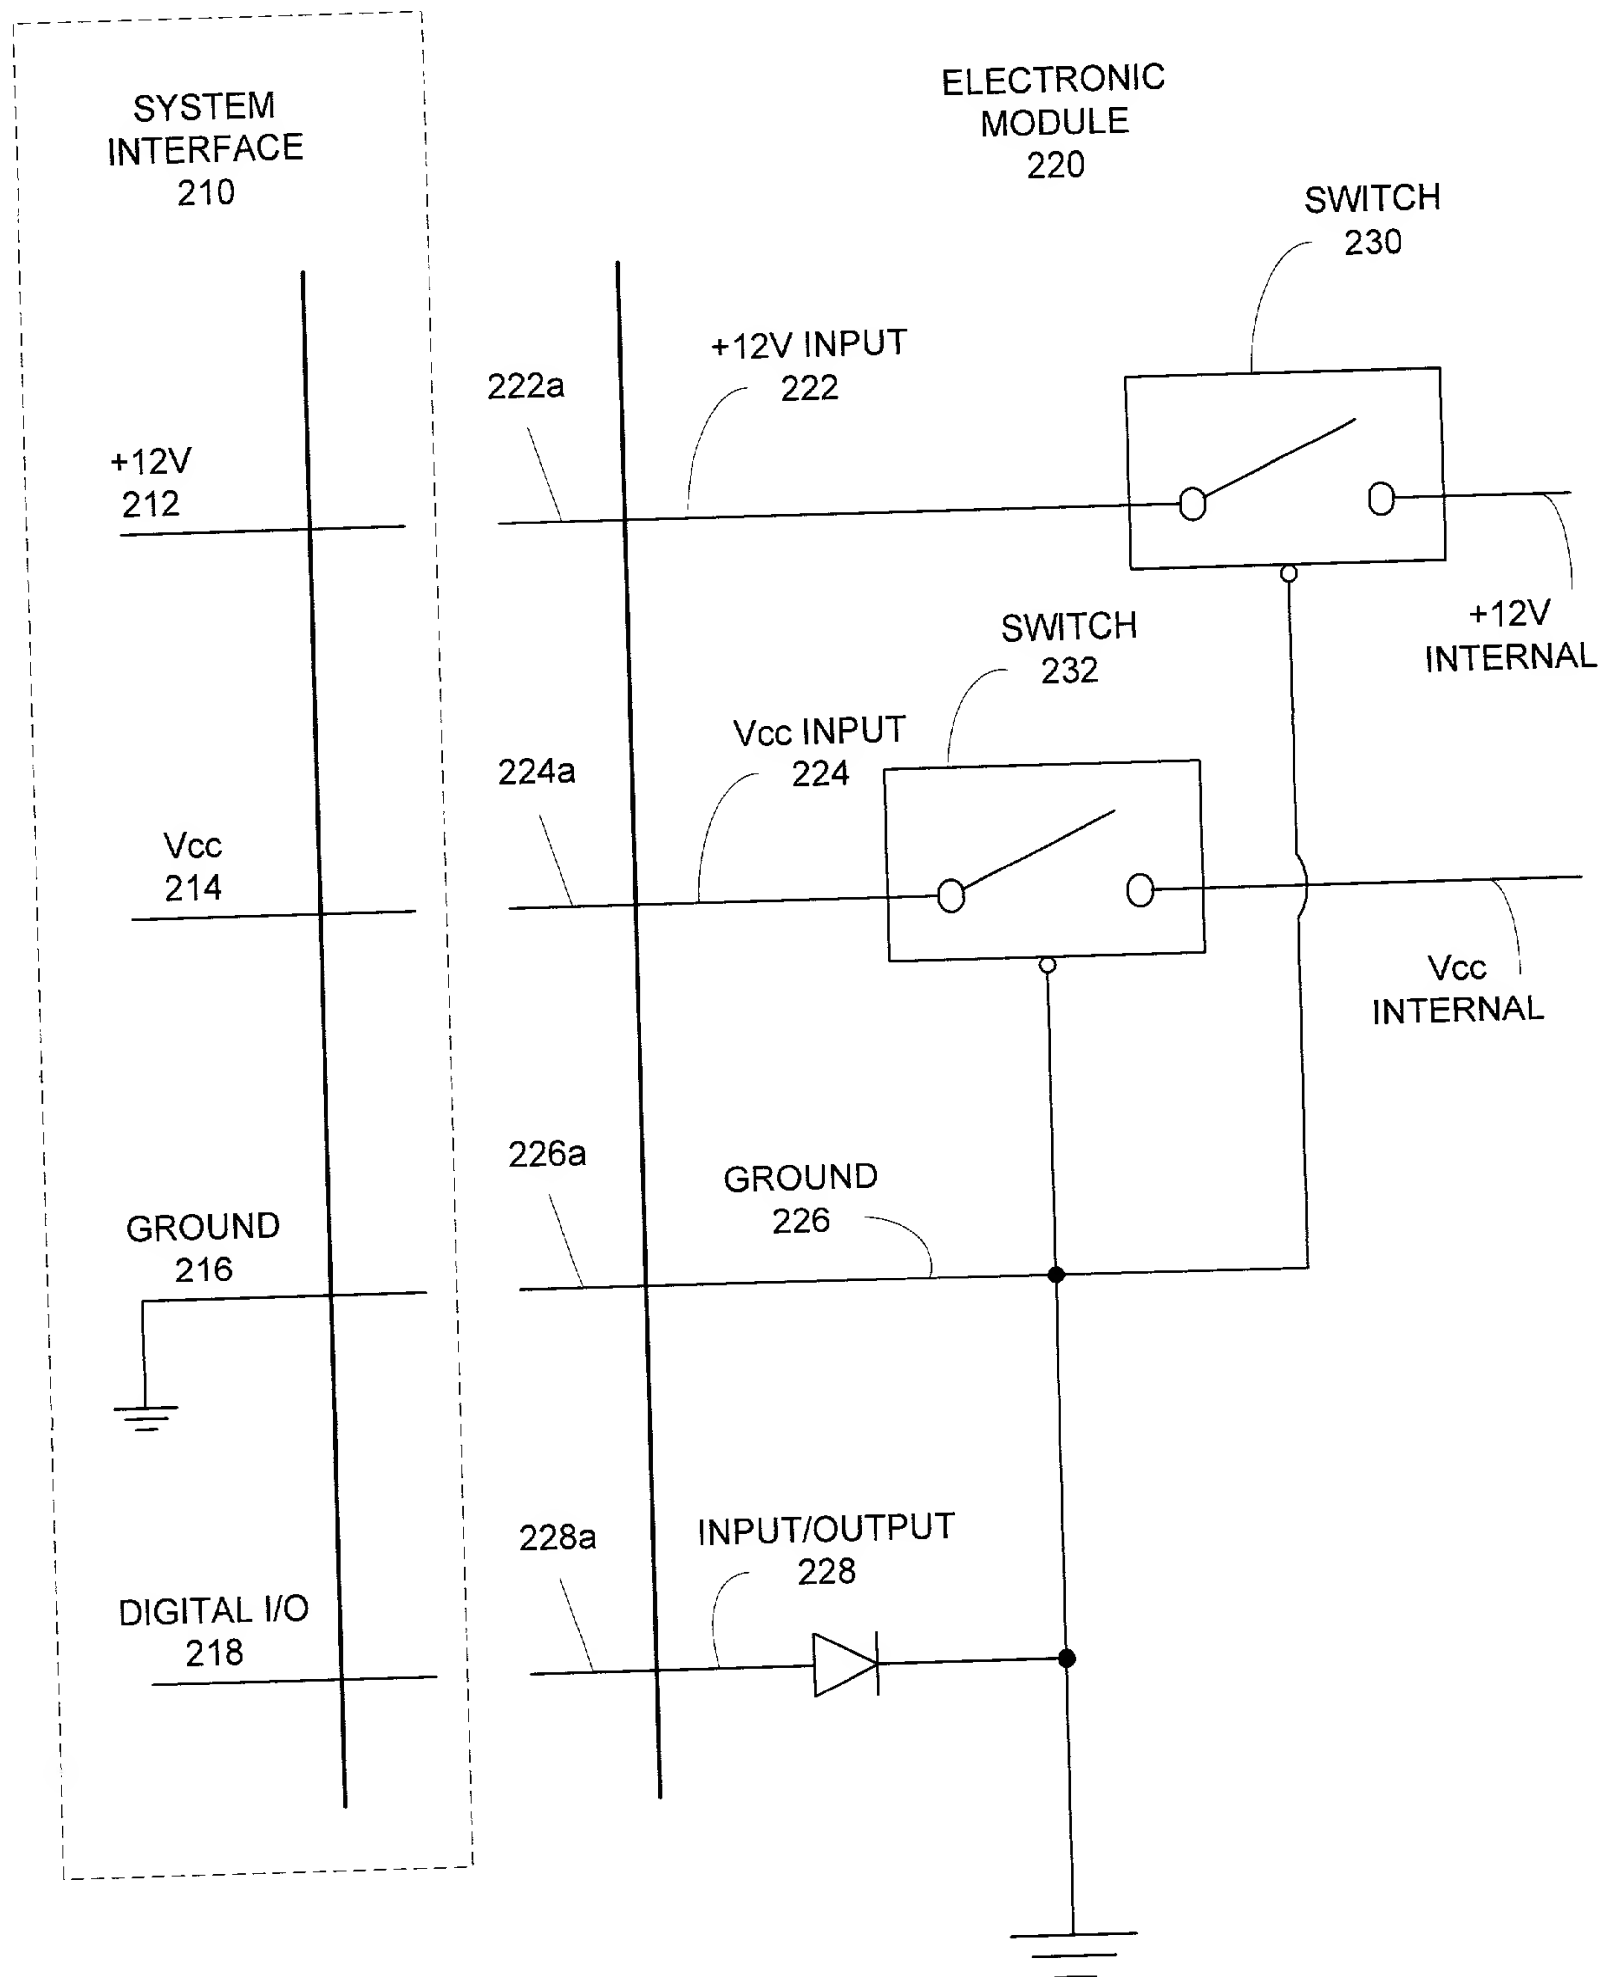 SYSTEM
INTERFACE
210
ELECTRONIC
MODULE
220
SWITCH
230
+12V INPUT
222
222a
+12V
212
+12V
INTERNAL
SWITCH
232
Vcc INPUT
224
224a
Vcc
214
Vcc
INTERNAL
226a
GROUND
226
GROUND
216
228a
INPUT/OUTPUT
228
DIGITAL I/O
218